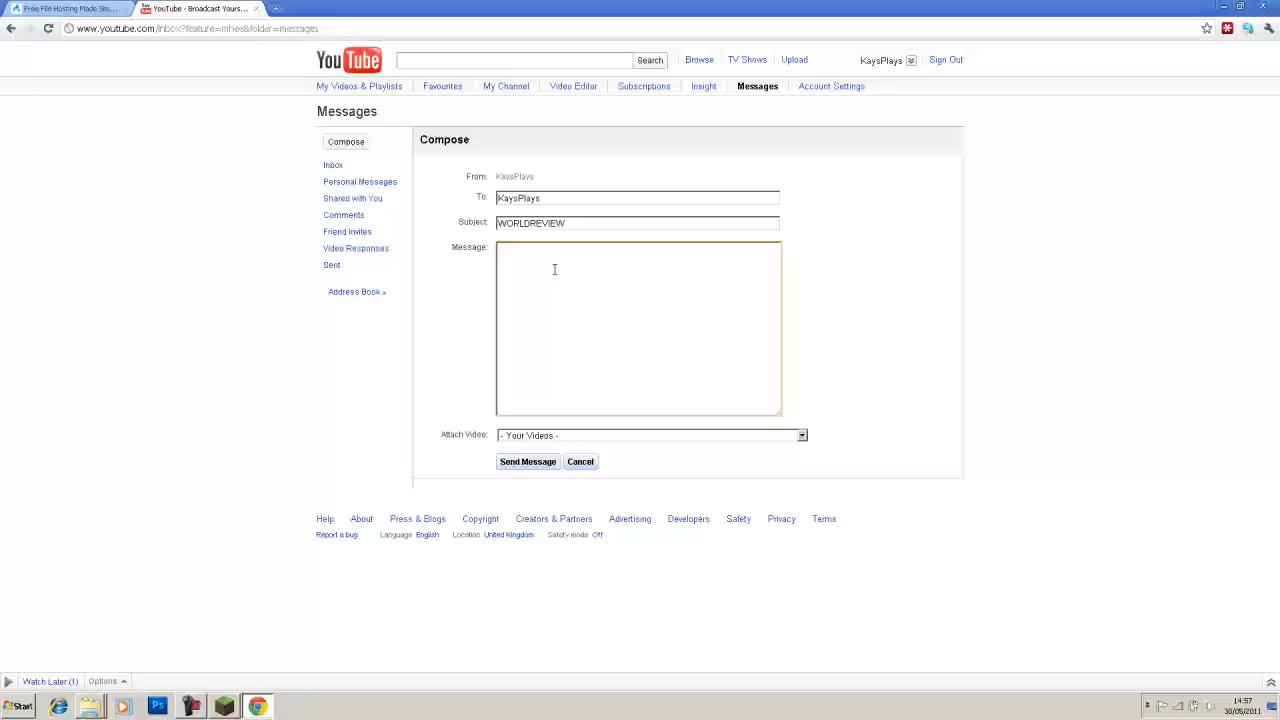 Free File Hosting Made Sim...
YouTube - Broadcast Yours...
www.youtube.com/inbox?feature=mhee&folder=messages
YouTube
Search
Browse
TV Shows
Upload
KaysPlays
Sign Out
My Videos & Playlists
Favourites
My Channel
Video Editor
Subscriptions
Insight
Messages
Account Settings
Messages
Compose
Compose
Inbox
Personal Messages
Shared with You
Comments
Friend Invites
Video Responses
Sent
Address Book »
From: KaysPlays
To: KaysPlays
Subject: WORLDREVIEW
Message:
Attach Video: - Your Videos -
Send Message
Cancel
Help
About
Press & Blogs
Copyright
Creators & Partners
Advertising
Developers
Safety
Privacy
Terms
Report a bug
Language English
Location United Kingdom
Safety mode Off
Watch Later (1)
Options
Start
Ps
14:57
30/05/2011